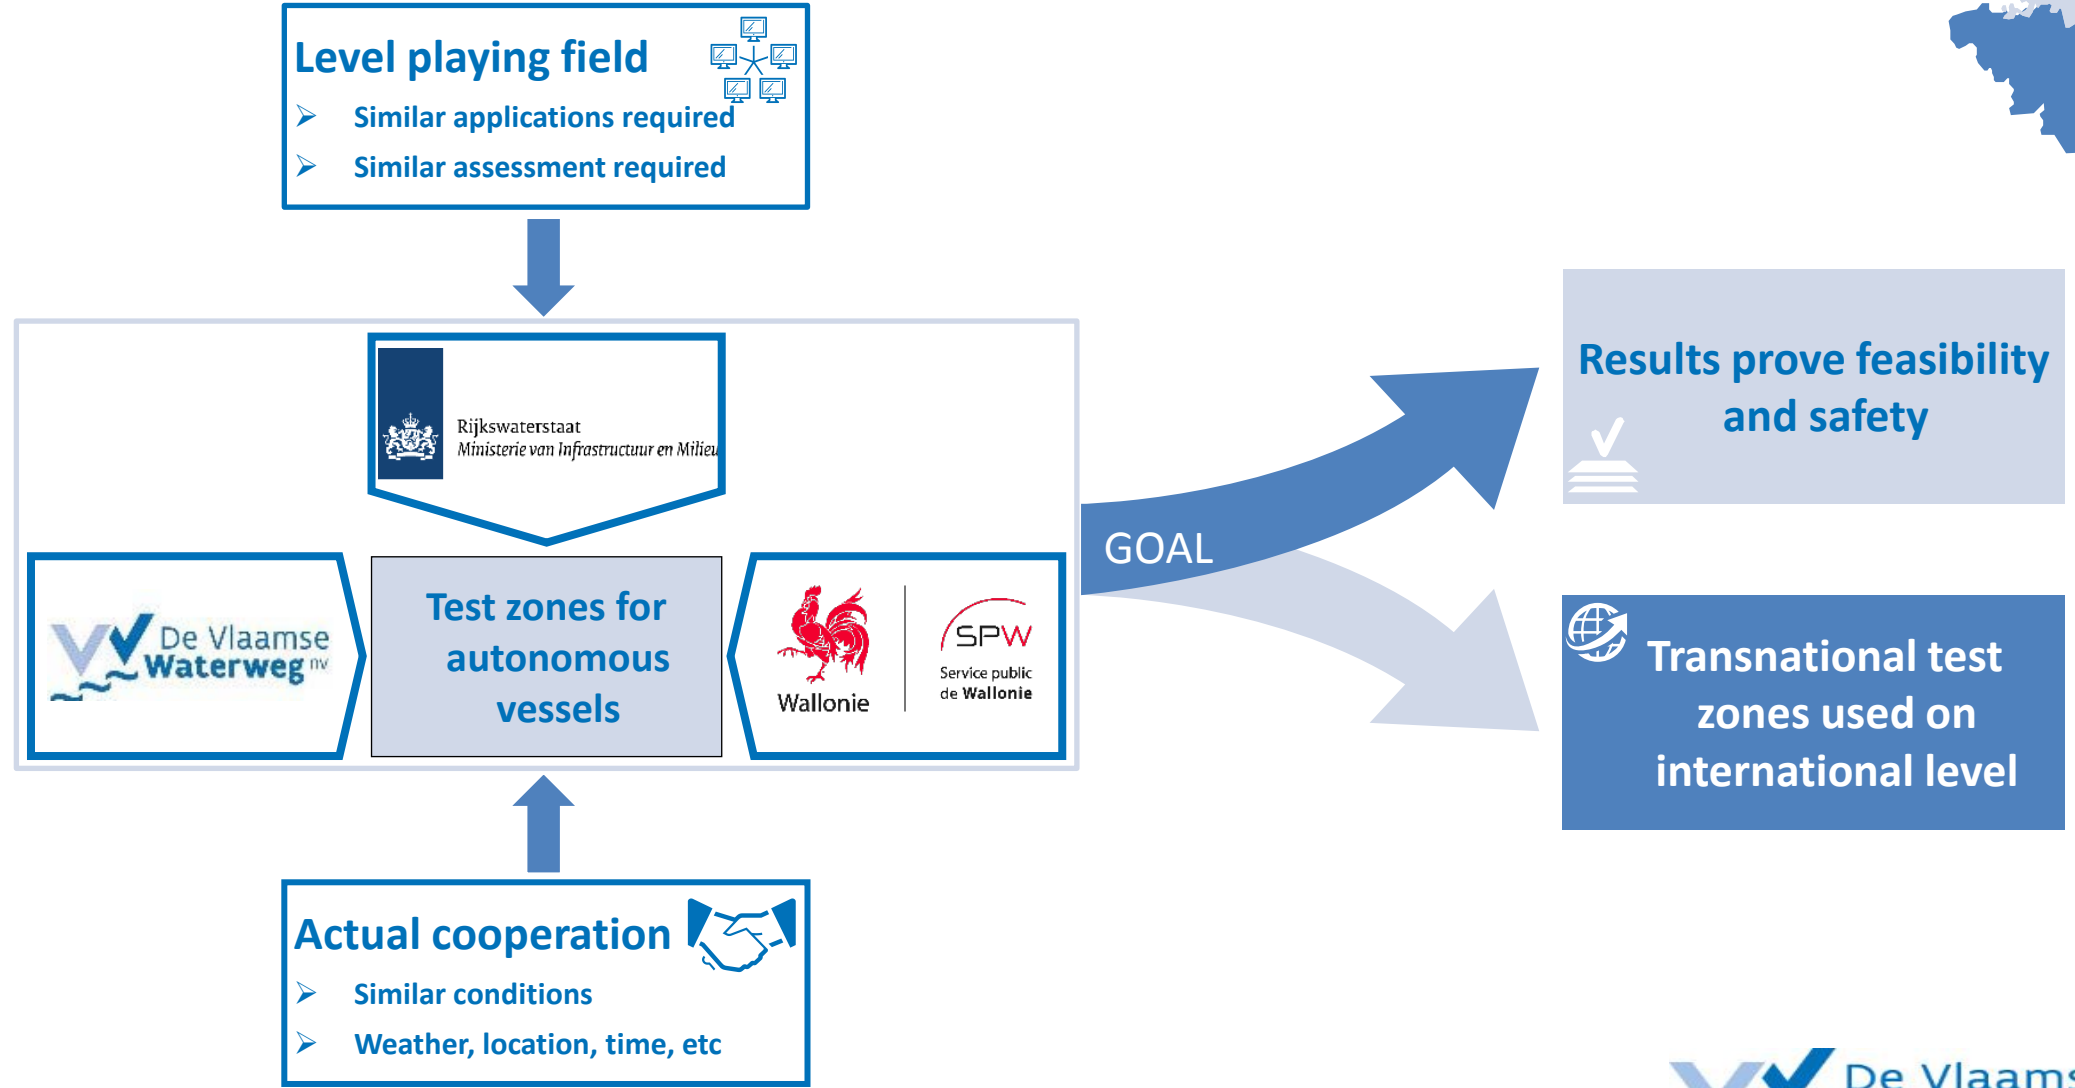 Level playing field
➢ Similar applications required
➢ Similar assessment required
Rijkswaterstaat
Ministerie van Infrastructuur en Milieu
De Vlaamse
Waterweg nv
Test zones for
autonomous
vessels
Wallonie
SPW
Service public
de Wallonie
GOAL
Results prove feasibility
and safety
Transnational test
zones used on
international level
Actual cooperation
➢ Similar conditions
➢ Weather, location, time, etc
De Vlaams